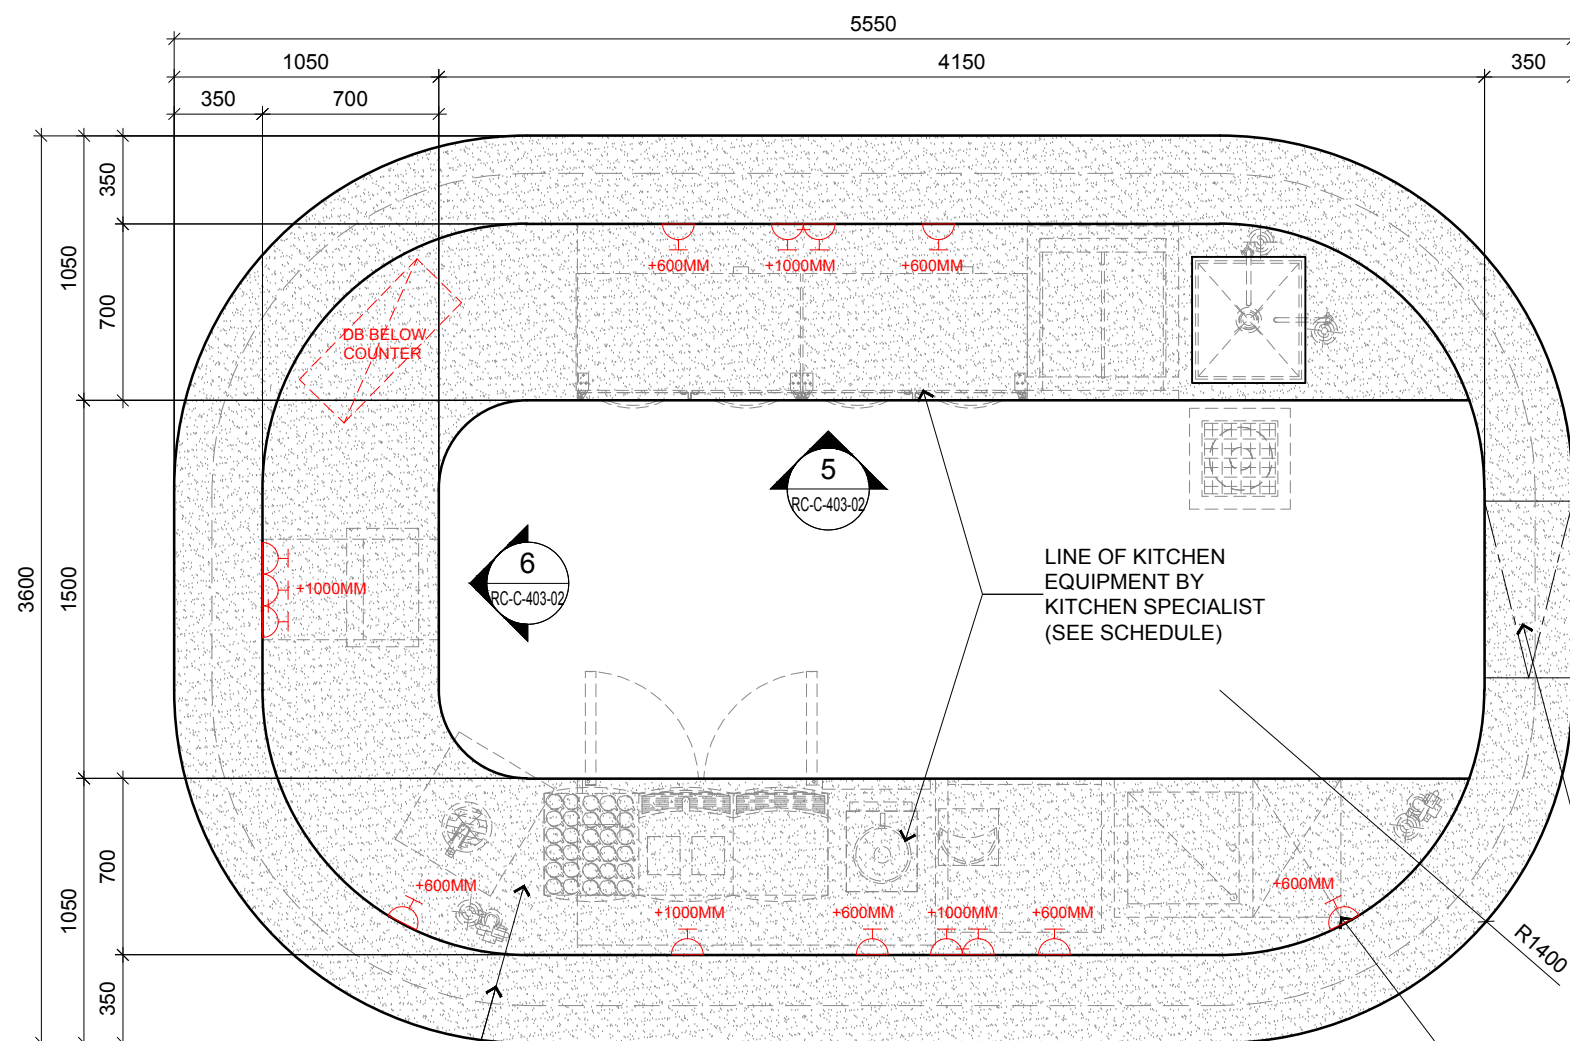 5550
1050
4150
350
350
700
350
1050
700
3600
1500
700
1050
350
+600MM
+1000MM
+600MM
DB BELOW
COUNTER
5
RC-C-403-02
6
RC-C-403-02
+1000MM
LINE OF KITCHEN
EQUIPMENT BY
KITCHEN SPECIALIST
(SEE SCHEDULE)
+600MM
+1000MM
+600MM
+1000MM
+600MM
+600MM
R1400